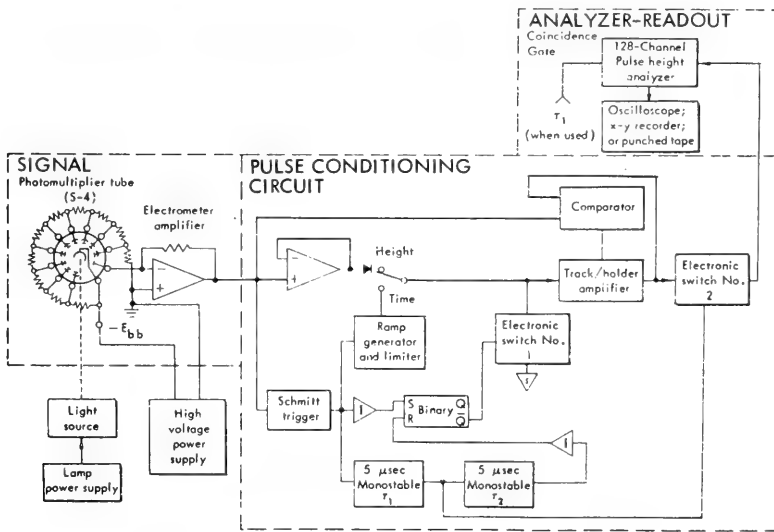 ANALYZER-READOUT
Coincidence
Gate
128-Channel
Pulse height
analyzer
τ1
(when used)
Oscilloscope;
x-y recorder;
or punched tape
SIGNAL
Photomultiplier tube
(S-4)
Electrometer
amplifier
-
+
-Ebb
Light
source
Lamp
power supply
High
voltage
power
supply
PULSE CONDITIONING
CIRCUIT
Comparator
-
+
Height
Time
Track/holder
amplifier
Electronic
switch No.
2
Ramp
generator
and limiter
Electronic
switch No.
1
Schmitt
trigger
I
S Binary Q
R Q̅
I
5 μsec
Monostable
τ1
5 μsec
Monostable
τ2